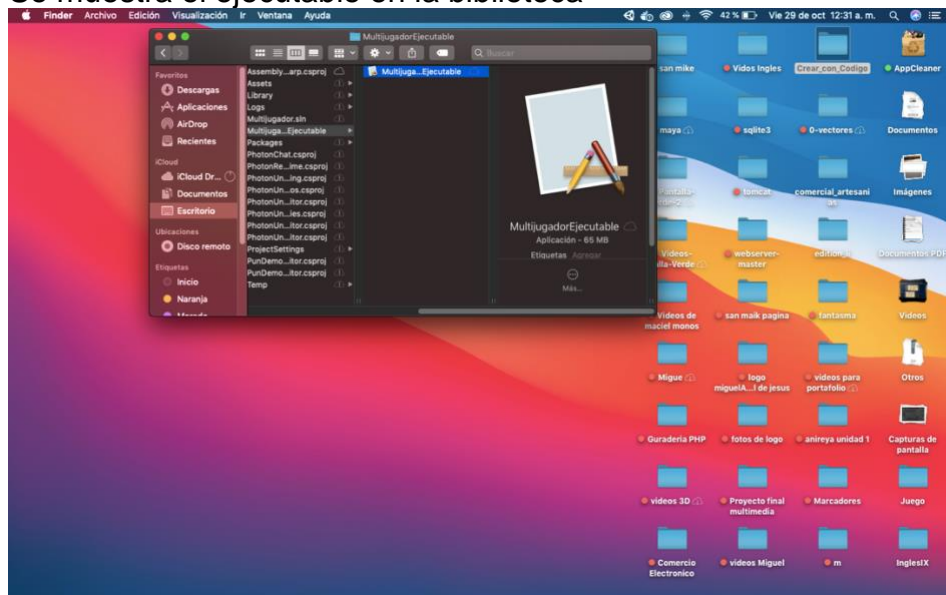 Se muestra el ejecutable en la biblioteca
Finder Archivo Edición Visualización Ir Ventana Ayuda
42 % Vie 29 de oct 12:31 a. m.
MultijugadorEjecutable
Buscar
Favoritos
Descargas
Aplicaciones
AirDrop
Recientes
iCloud
iCloud Dr...
Documentos
Escritorio
Ubicaciones
Disco remoto
Etiquetas
Inicio
Naranja
Morado
Assembly...arp.csproj
Assets
Library
Logs
Multijugador.sln
Multijuga...Ejecutable
Packages
PhotonChat.csproj
PhotonRe...ime.csproj
PhotonUn...ing.csproj
PhotonUn...os.csproj
PhotonUn...itor.csproj
PhotonUn...ies.csproj
PhotonUn...itor.csproj
PhotonUn...itor.csproj
ProjectSettings
PunDemo...itor.csproj
PunDemo...itor.csproj
Temp
Multijuga...Ejecutable
MultijugadorEjecutable
Aplicación - 65 MB
Etiquetas Agregar
Más...
san mike
Vidos Ingles
Crear_con_Codigo
AppCleaner
maya
sqlite3
0-vectores
Documentos
tomcat
comercial_artesani
as
Imágenes
Videos-
webserver-
master
Documentos PDF
Videos de
maciel monos
san maik pagina
fantasma
Videos
Migue
logo
miguelA...l de jesus
videos para
portafolio
Otros
Guraderia PHP
fotos de logo
anireya unidad 1
Capturas de
pantalla
videos 3D
Proyecto final
multimedia
Marcadores
Juego
Comercio
Electronico
videos Miguel
m
InglesIX